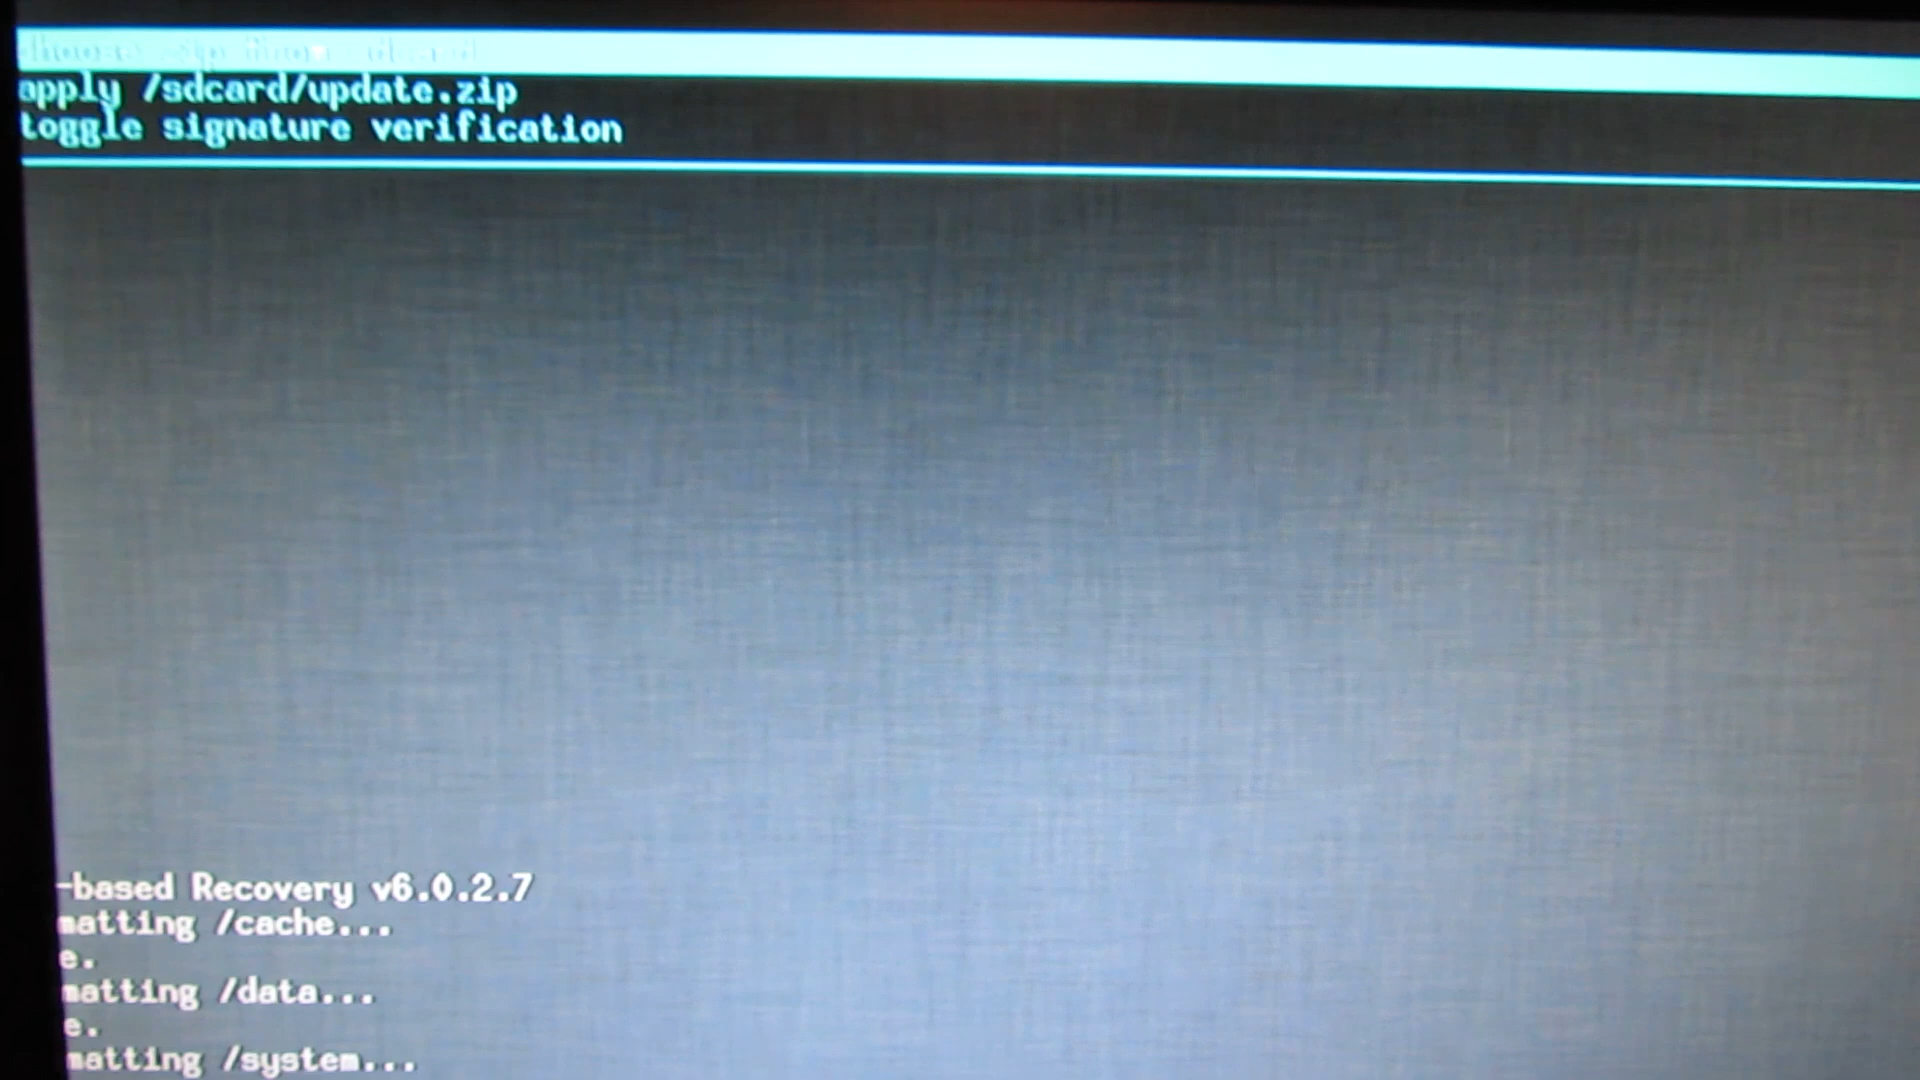 apply /sdcard/update.zip
toggle signature verification
-based Recovery v6.0.2.7
matting /cache...
e.
matting /data...
e.
matting /system...